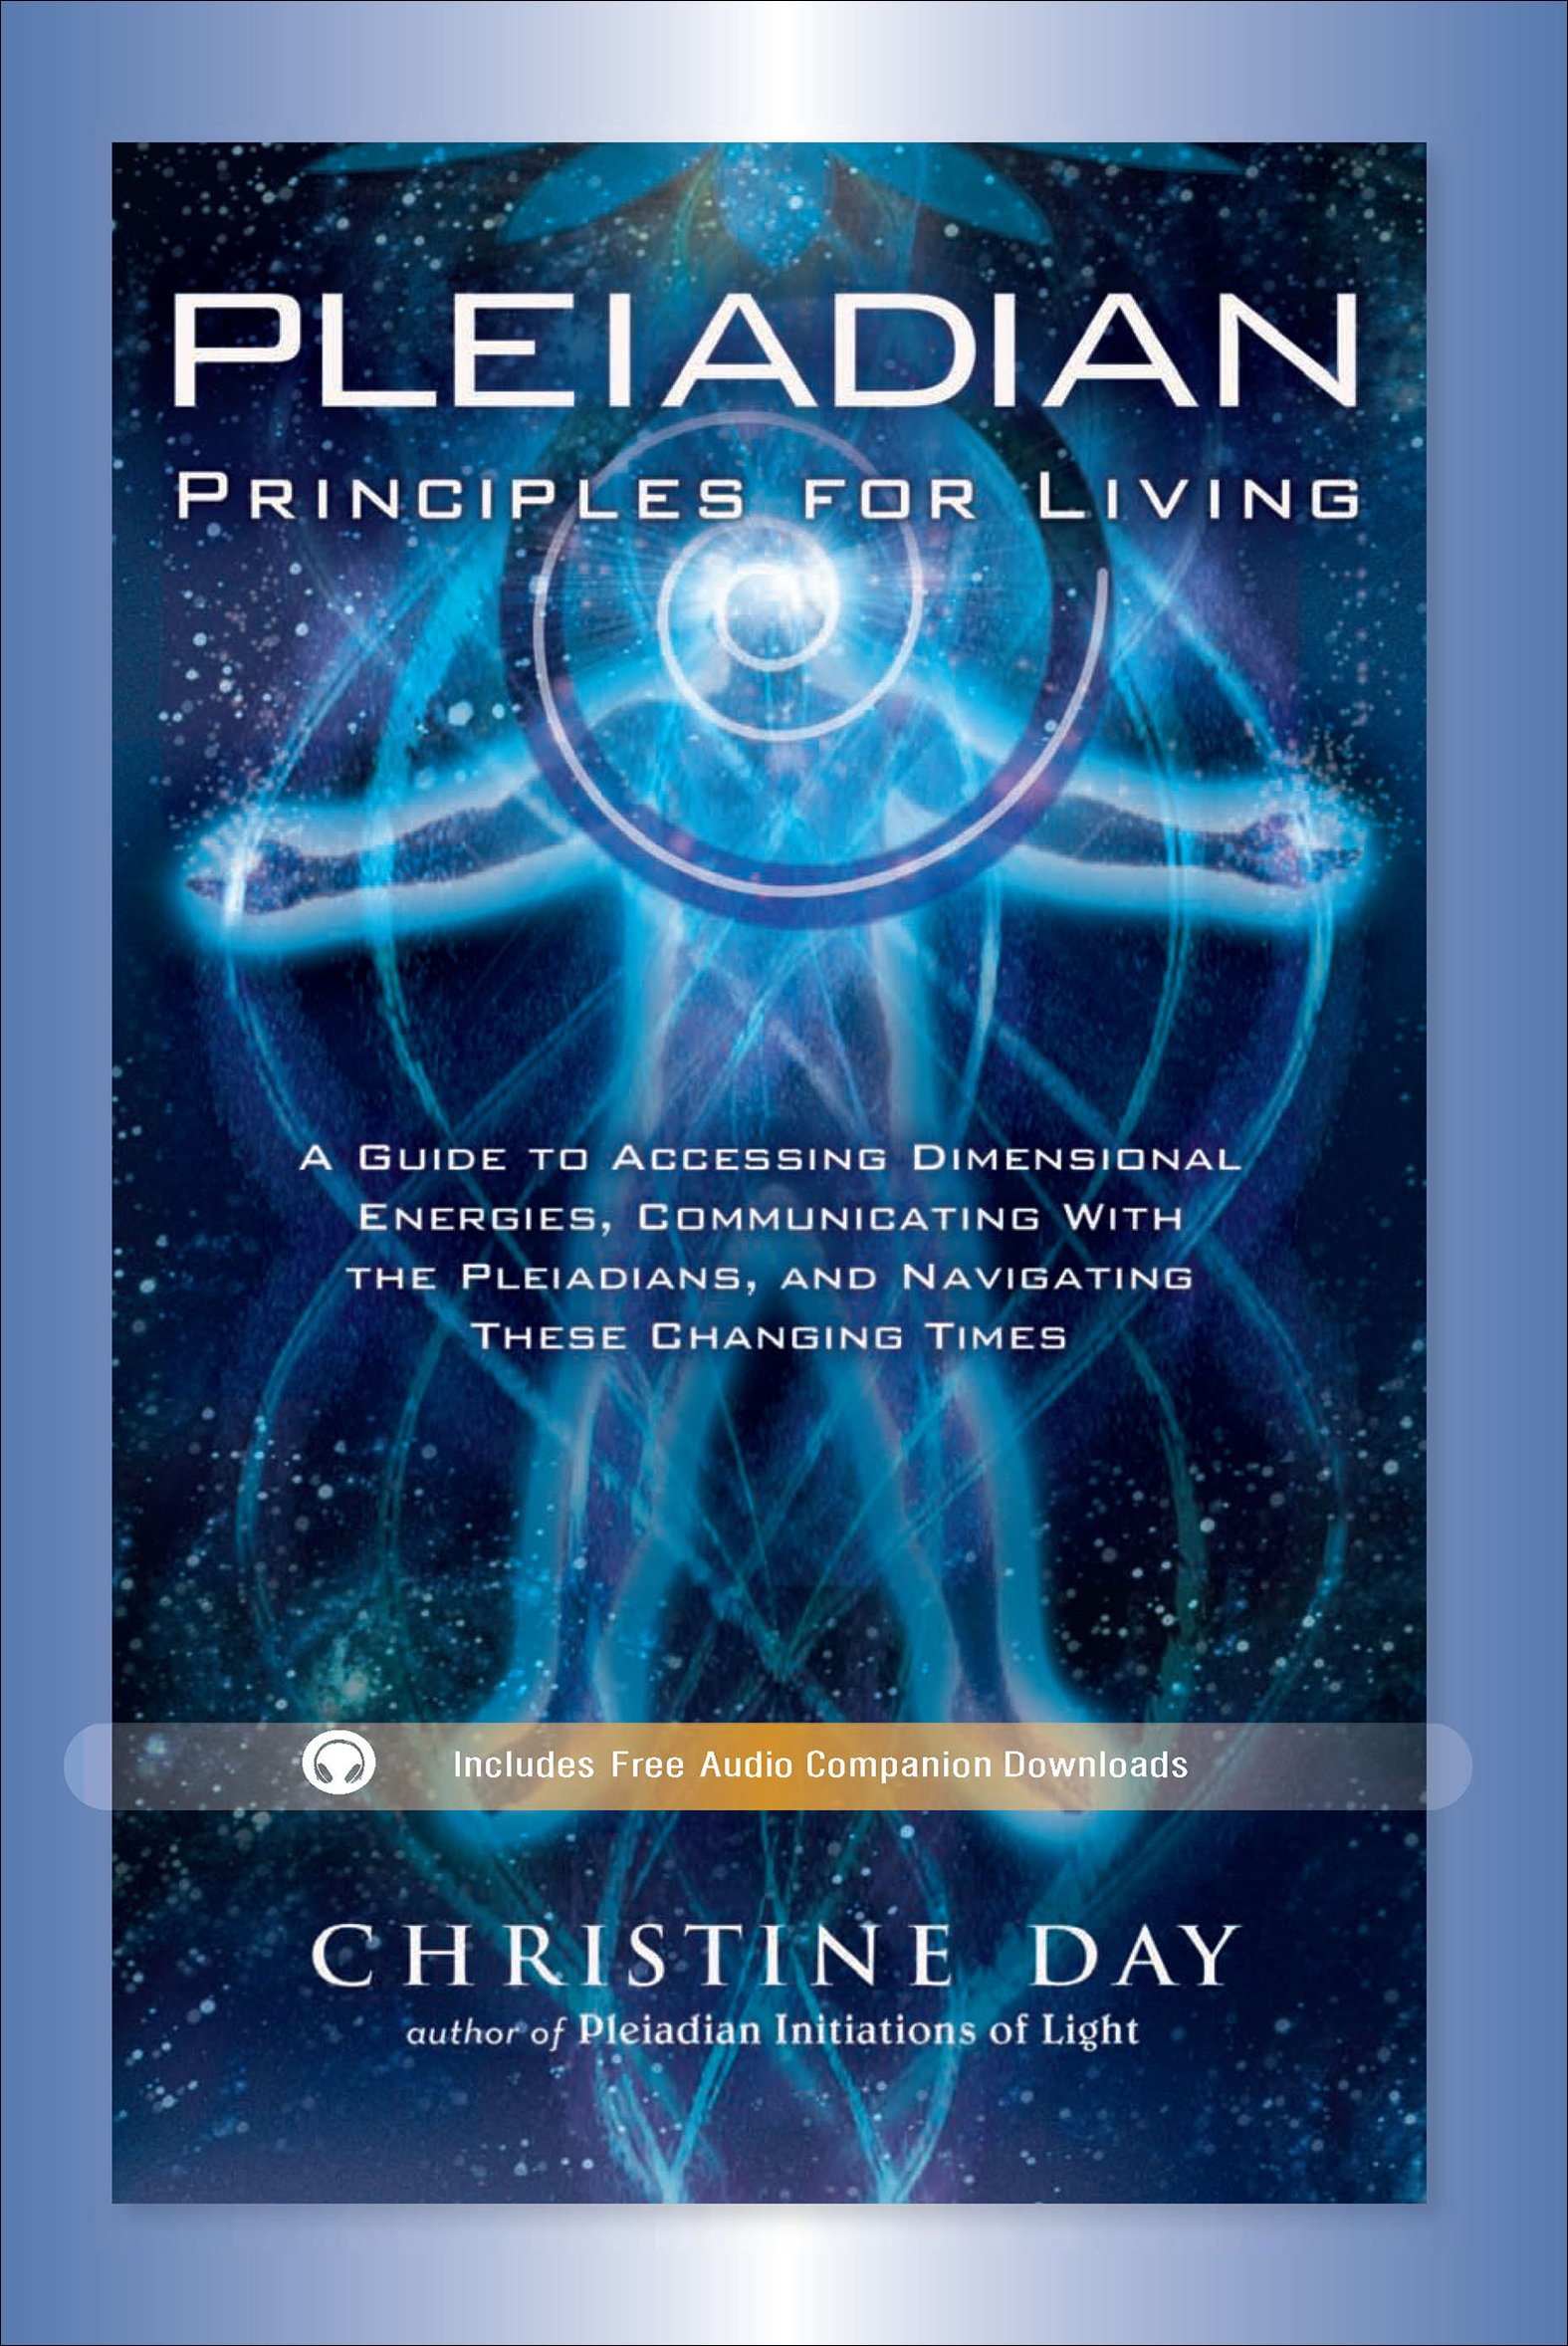 PLEIADIAN
PRINCIPLES FOR LIVING
A GUIDE TO ACCESSING DIMENSIONAL
ENERGIES, COMMUNICATING WITH
THE PLEIADIANS, AND NAVIGATING
THESE CHANGING TIMES
Includes Free Audio Companion Downloads
CHRISTINE DAY
author of Pleiadian Initiations of Light